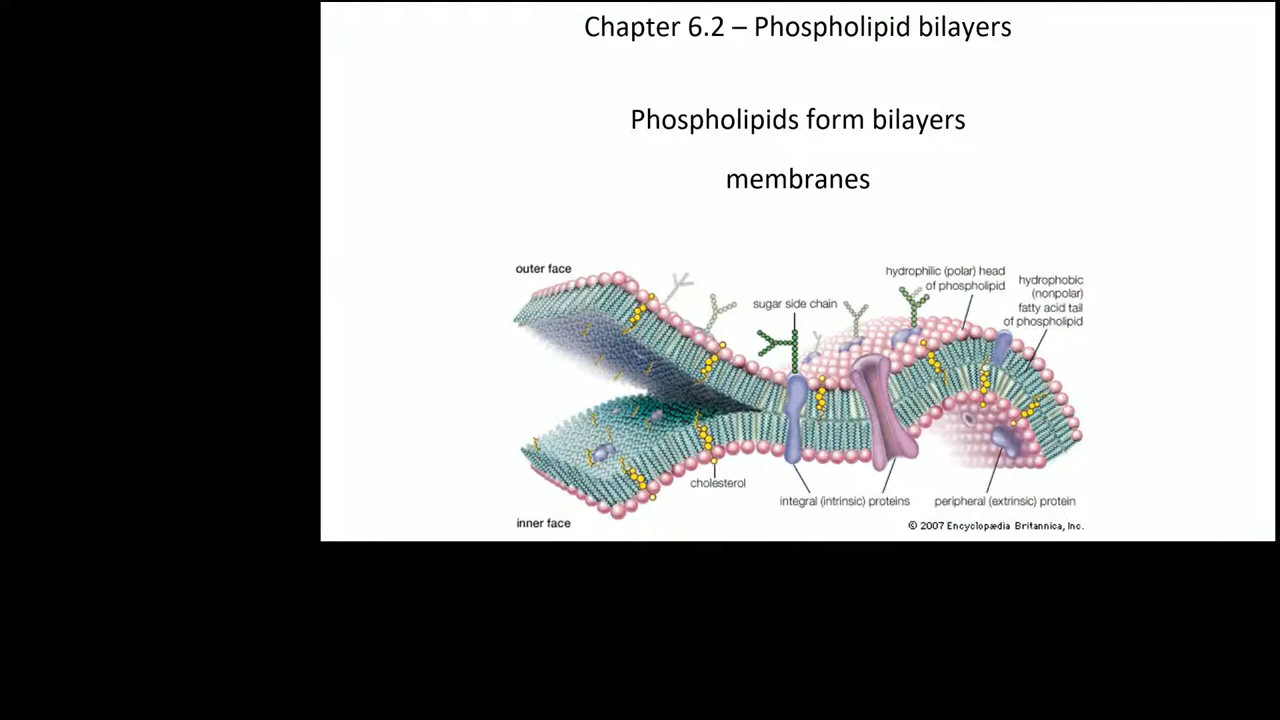 Chapter 6.2 – Phospholipid bilayers
Phospholipids form bilayers
membranes
outer face
sugar side chain
hydrophilic (polar) head
of phospholipid
hydrophobic
(nonpolar)
fatty acid tail
of phospholipid
cholesterol
integral (intrinsic) proteins
peripheral (extrinsic) protein
inner face
© 2007 Encyclopædia Britannica, Inc.